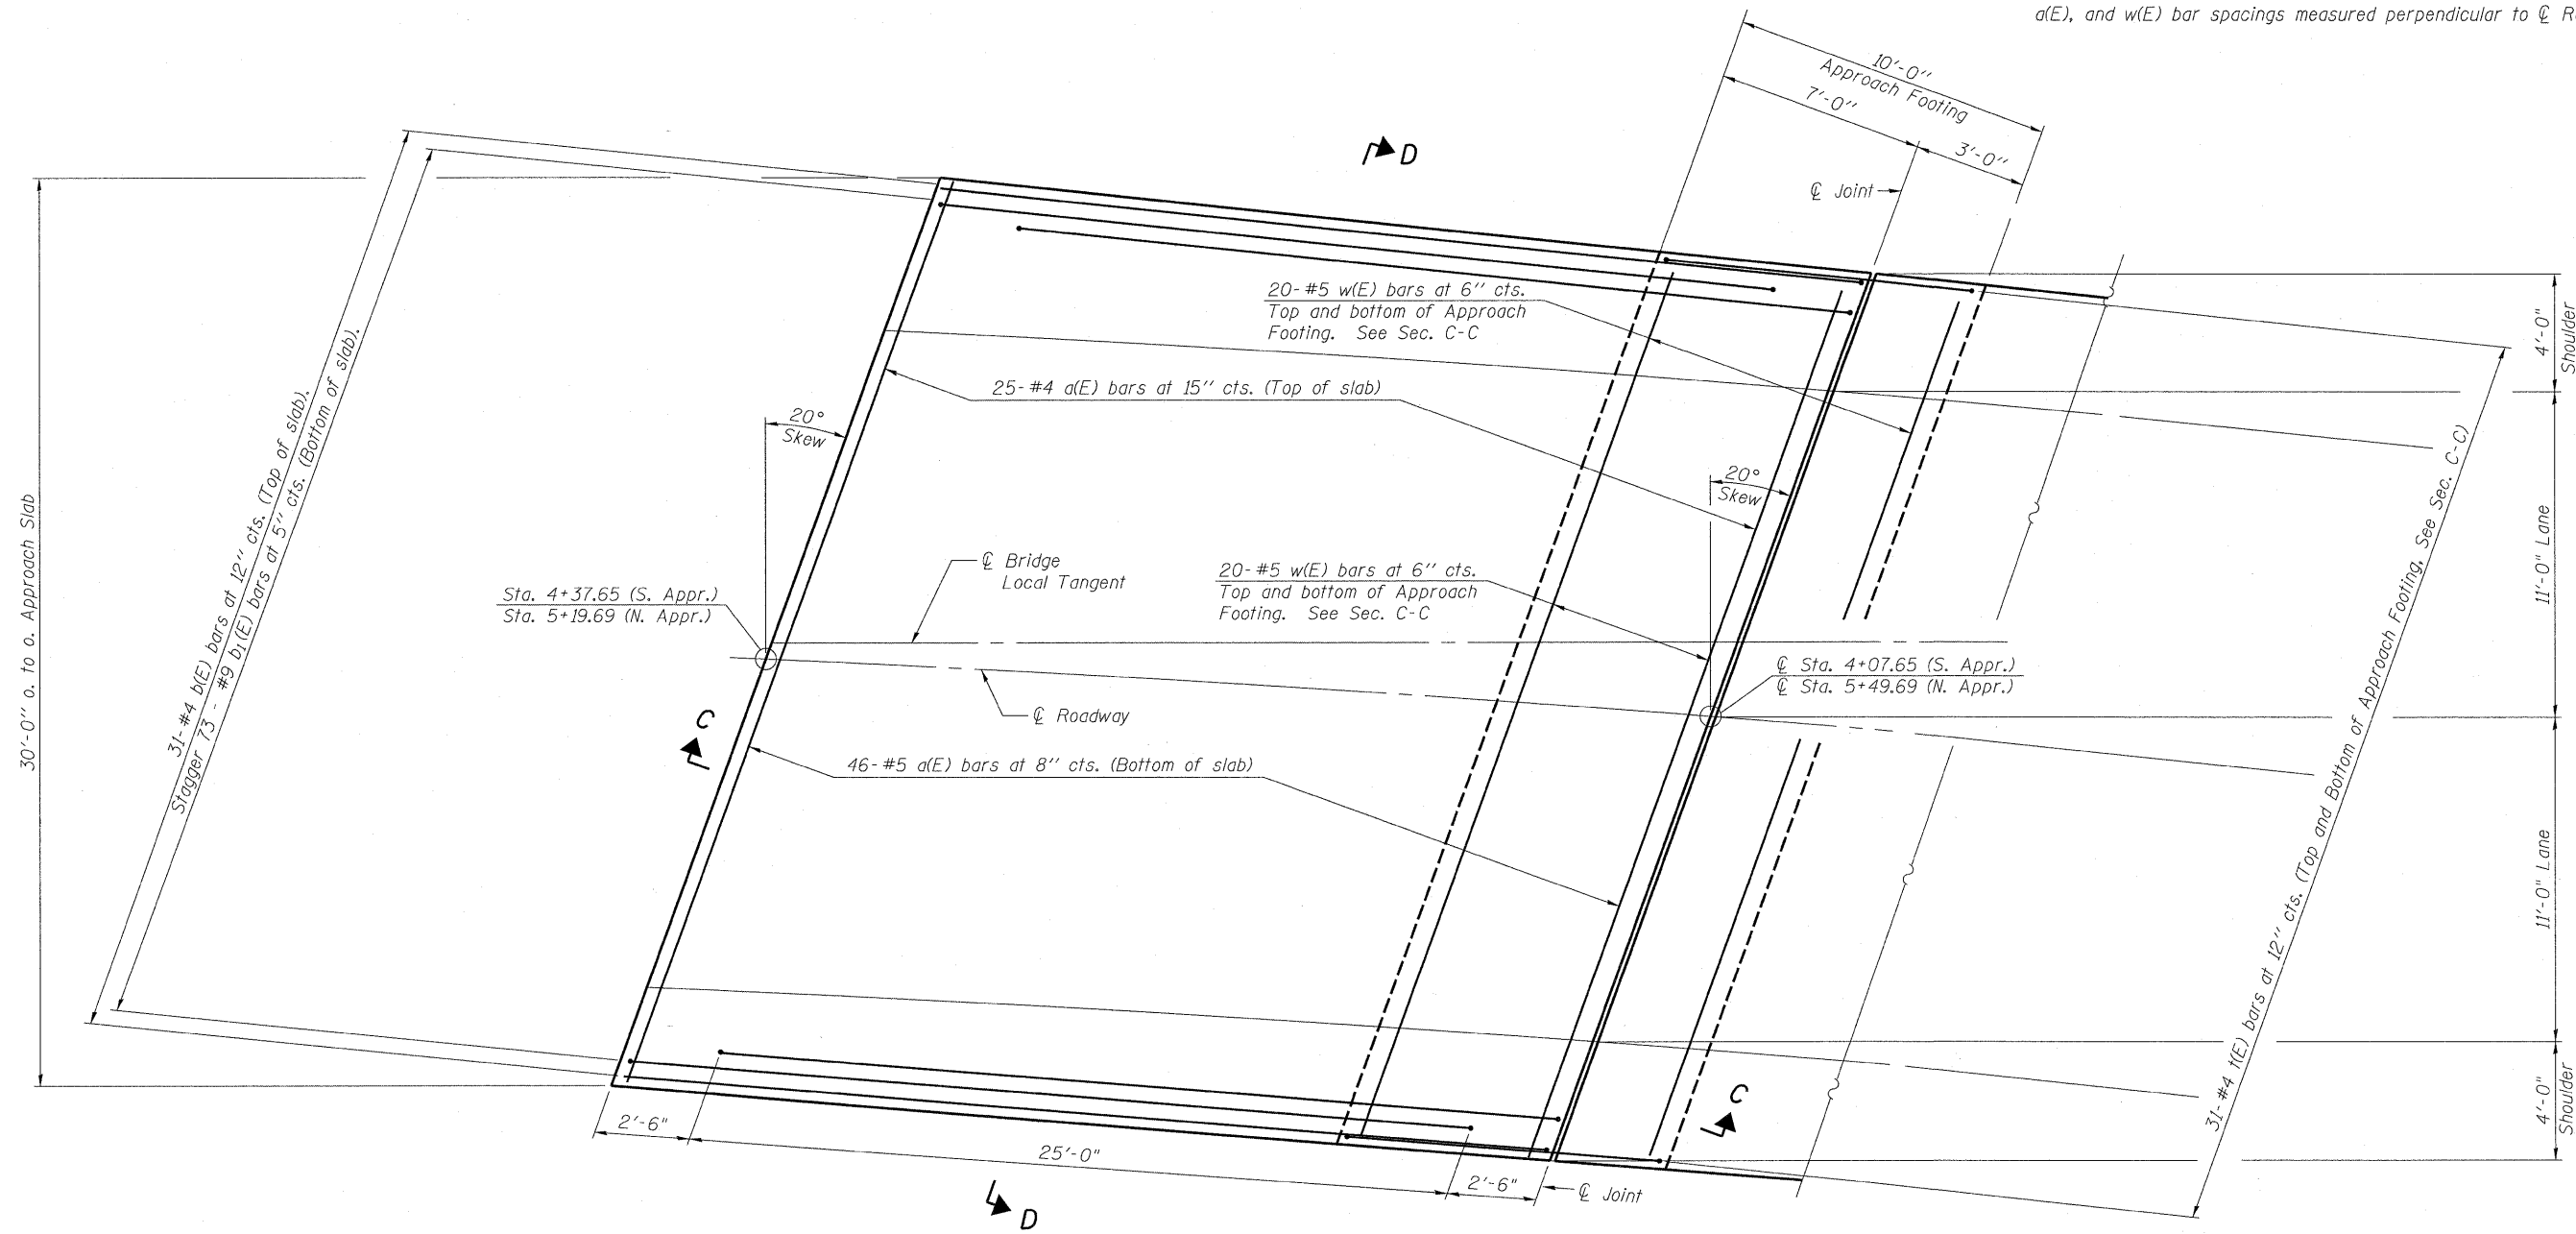 a(E), and w(E) bar spacings measured perpendicular to ℄ R
10'-0"
Approach Footing
7'-0"
3'-0"
℄ Joint
D
20-#5 w(E) bars at 6" cts.
Top and bottom of Approach
Footing. See Sec. C-C
25-#4 a(E) bars at 15" cts. (Top of slab)
20°
Skew
20°
Skew
30'-0" o. to o. Approach Slab
31-#4 b(E) bars at 12" cts. (Top of slab).
Stagger 73 - #9 b1(E) bars at 5" cts. (Bottom of slab).
℄ Bridge
Local Tangent
Sta. 4+37.65 (S. Appr.)
Sta. 5+19.69 (N. Appr.)
20-#5 w(E) bars at 6" cts.
Top and bottom of Approach
Footing. See Sec. C-C
℄ Sta. 4+07.65 (S. Appr.)
℄ Sta. 5+49.69 (N. Appr.)
℄ Roadway
C
46-#5 a(E) bars at 8" cts. (Bottom of slab)
4'-0"
Shoulder
11'-0" Lane
11'-0" Lane
4'-0"
Shoulder
31-#4 t(E) bars at 12" cts. (Top and Bottom of Approach Footing, See Sec. C-C)
C
2'-6"
25'-0"
2'-6"
℄ Joint
D